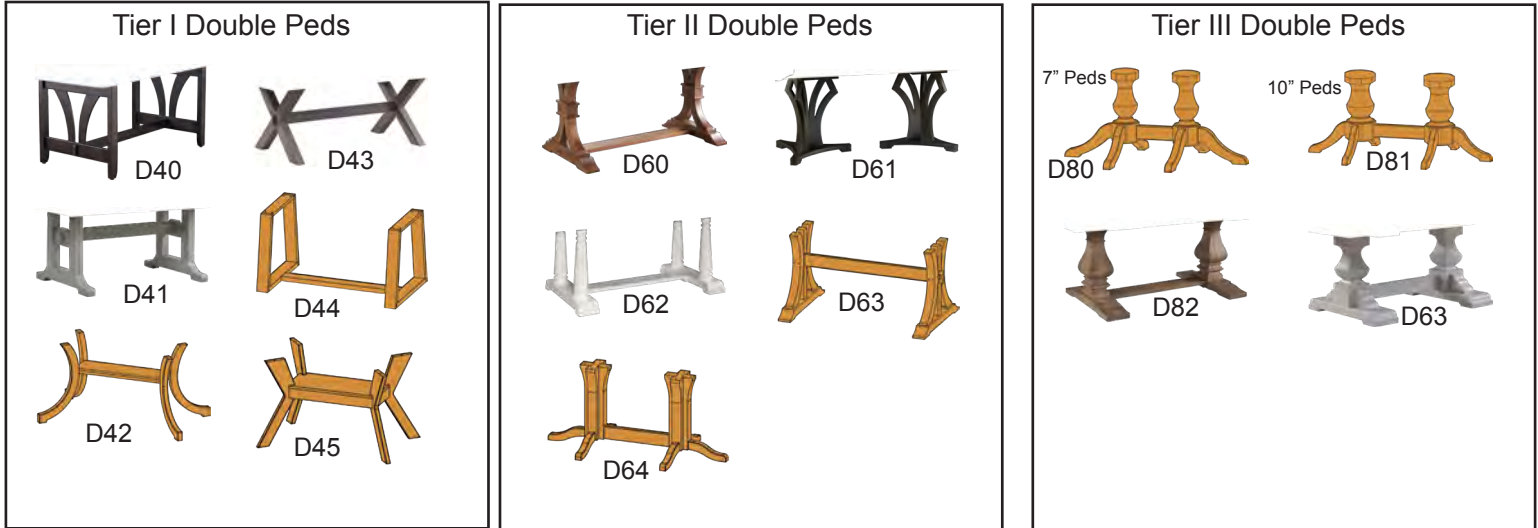 Tier I Double Peds
D40
D43
D41
D44
D42
D45
Tier II Double Peds
D60
D61
D62
D63
D64
Tier III Double Peds
7” Peds
10” Peds
D80
D81
D82
D63